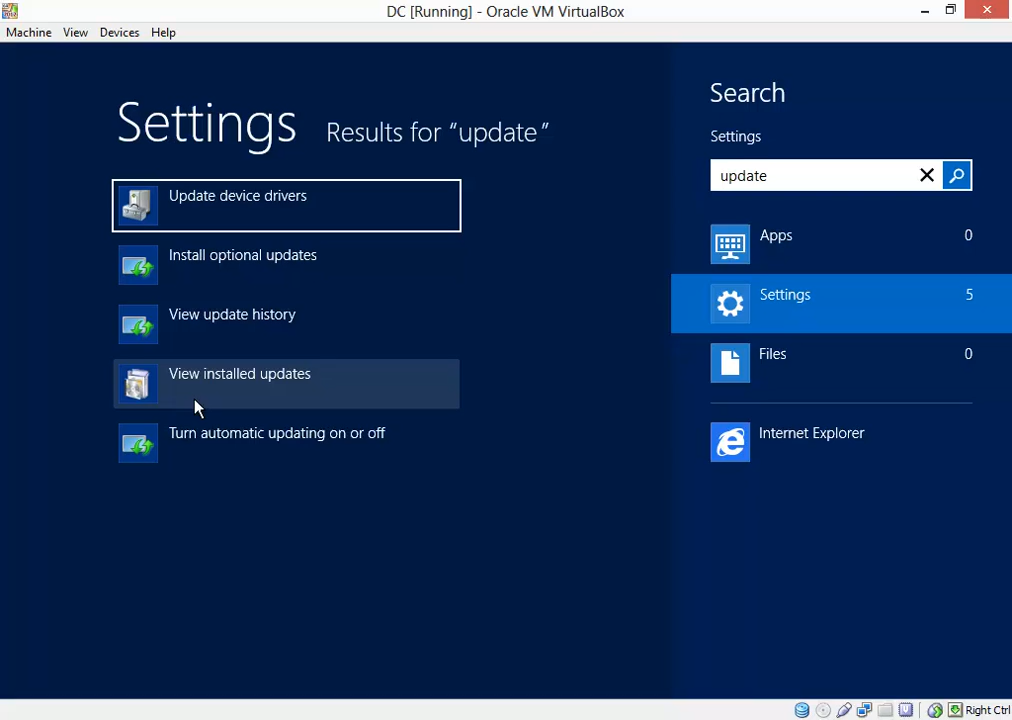 DC [Running] - Oracle VM VirtualBox
Machine View Devices Help
Settings Results for “update”
Update device drivers
Install optional updates
View update history
View installed updates
Turn automatic updating on or off
Search
Settings
update
Apps 0
Settings 5
Files 0
Internet Explorer
Right Ctrl